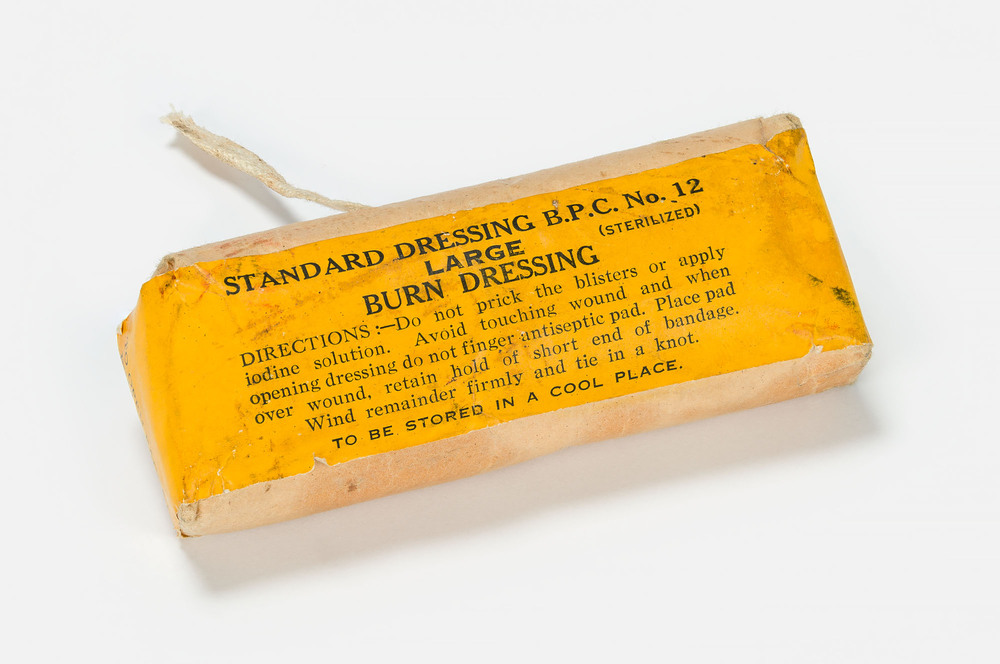 STANDARD DRESSING B.P.C. No. 12
(STERILIZED)
LARGE
BURN DRESSING
DIRECTIONS :—Do not prick the blisters or apply
iodine solution. Avoid touching wound and when
opening dressing do not finger antiseptic pad. Place pad
over wound, retain hold of short end of bandage.
Wind remainder firmly and tie in a knot.
TO BE STORED IN A COOL PLACE.